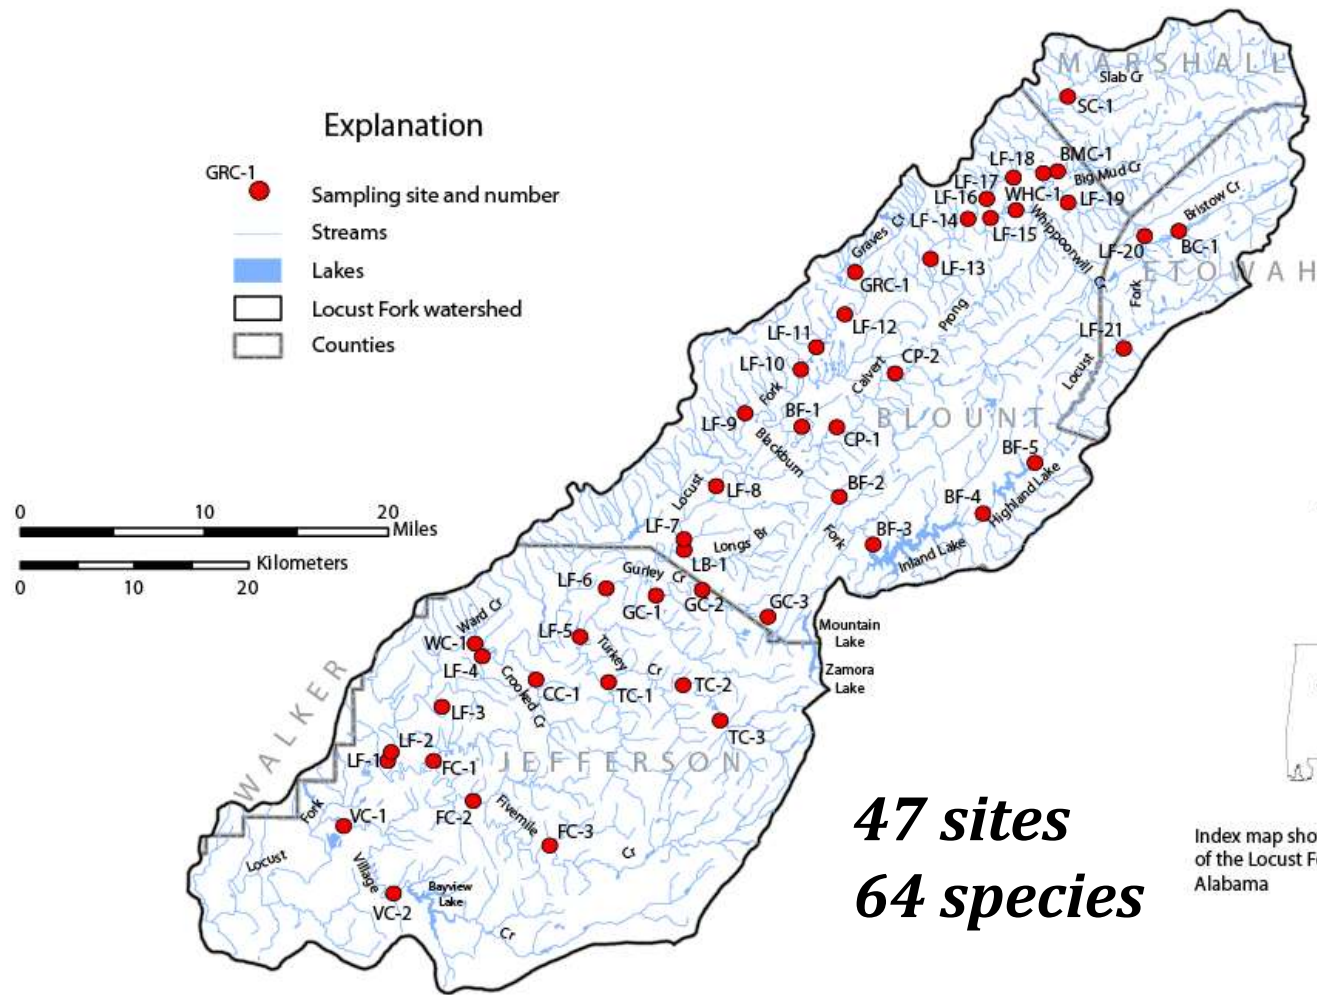 Explanation
GRC-1
Sampling site and number
Streams
Lakes
Locust Fork watershed
Counties
0 10 20 Miles
0 10 20 Kilometers
MARSHALL
Slab Cr
SC-1
LF-18
BMC-1
Big Mud Cr
LF-17
WHC-1
LF-19
LF-16
LF-14
LF-15
Whippoorwill Cr
Bristow Cr
LF-20
BC-1
ETOWAH
Graves Cr
GRC-1
LF-13
Fork
LF-12
Prong
LF-11
LF-21
LF-10
CP-2
Calvert
Locust
Fork
BF-1
BLOUNT
LF-9
CP-1
Blackburn
BF-5
Locust
LF-8
BF-2
BF-4
Highland Lake
LF-7
Longs Br
Fork
BF-3
Inland Lake
LB-1
Gurley Cr
LF-6
GC-1
GC-2
GC-3
Mountain
Lake
Ward Cr
WC-1
LF-5
Turkey Cr
LF-4
Zamora
Lake
Crooked Cr
CC-1
TC-1
TC-2
LF-3
TC-3
WALKER
LF-2
LF-1
FC-1
JEFFERSON
Fork
VC-1
FC-2
Fivemile Cr
FC-3
Locust
Village Cr
Bayview
Lake
VC-2
47 sites
64 species
Index map sho
of the Locust F
Alabama